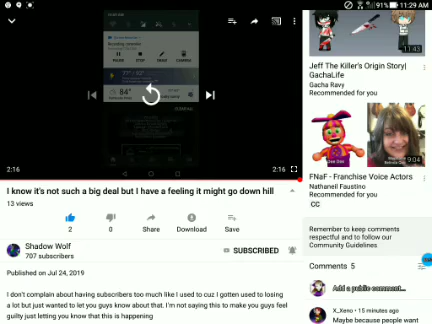 91% 11:29 AM
PAUSE STOP DRAW CAMERA
84°
2:16
2:16
I know it's not such a big deal but I have a feeling it might go down hill
13 views
2
0
Share
Download
Save
Shadow Wolf
707 subscribers
SUBSCRIBED
Published on Jul 24, 2019
I don't complain about having subscribers too much like I used to cuz I gotten used to losing
a lot but just wanted to let you guys know about that. I'm not saying this to make you guys feel
guilty just letting you know that this is happening
11:43
Jeff The Killer's Origin Story|
GachaLife
Gacha Ravy
Recommended for you
9:04
FNaF - Franchise Voice Actors
Nathaniell Faustino
Recommended for you
CC
Remember to keep comments
respectful and to follow our
Community Guidelines
Comments 5
Add a public comment...
X_Xeno • 15 minutes ago
Maybe because people want